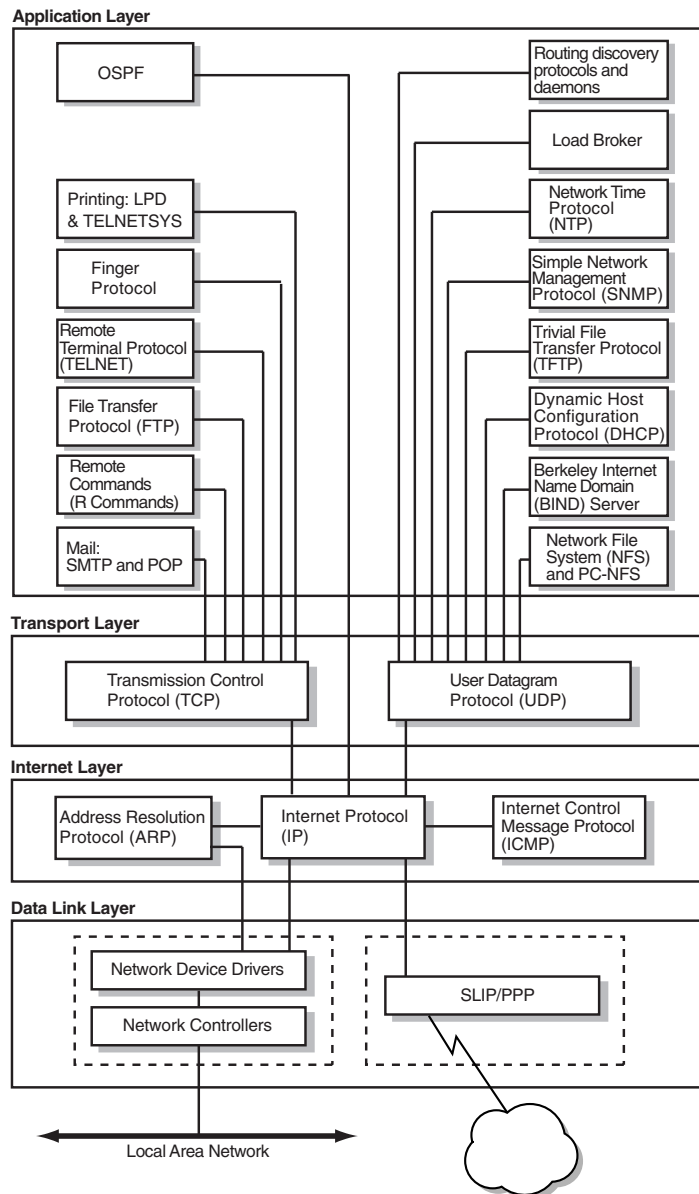 Application Layer
OSPF
Routing discovery
protocols and
daemons
Load Broker
Printing: LPD
& TELNETSYS
Network Time
Protocol
(NTP)
Finger
Protocol
Simple Network
Management
Protocol (SNMP)
Remote
Terminal Protocol
(TELNET)
Trivial File
Transfer Protocol
(TFTP)
File Transfer
Protocol (FTP)
Dynamic Host
Configuration
Protocol (DHCP)
Remote
Commands
(R Commands)
Berkeley Internet
Name Domain
(BIND) Server
Mail:
SMTP and POP
Network File
System (NFS)
and PC-NFS
Transport Layer
Transmission Control
Protocol (TCP)
User Datagram
Protocol (UDP)
Internet Layer
Address Resolution
Protocol (ARP)
Internet Protocol
(IP)
Internet Control
Message Protocol
(ICMP)
Data Link Layer
Network Device Drivers
SLIP/PPP
Network Controllers
Local Area Network